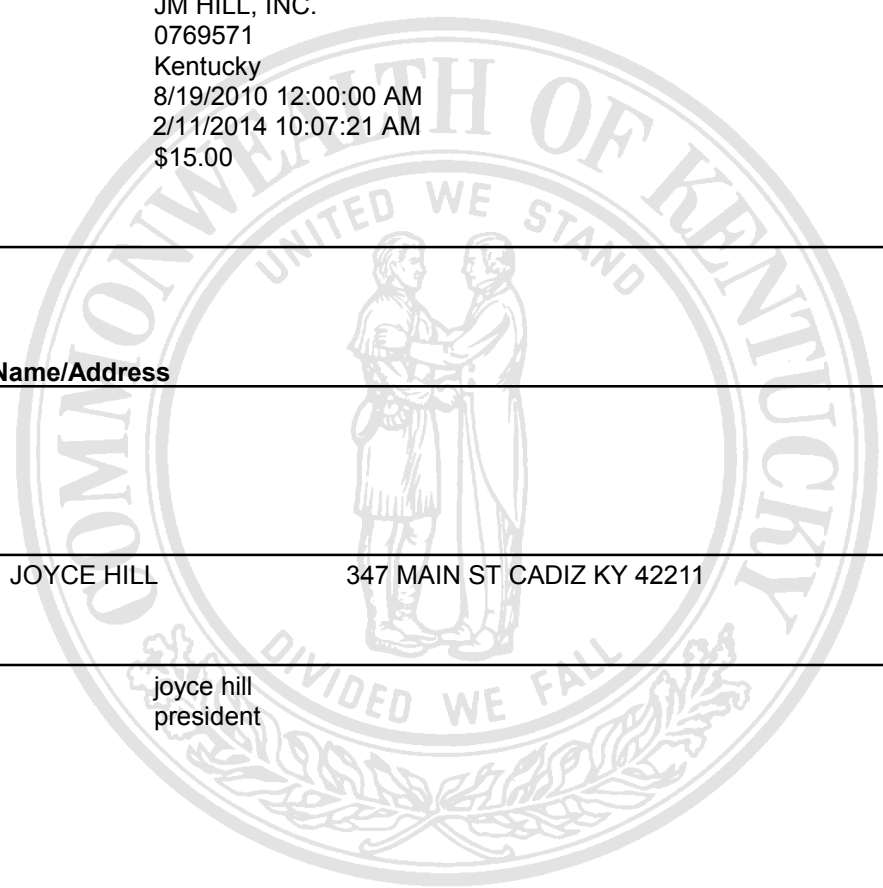 JM HILL, INC.
0769571
Kentucky
8/19/2010 12:00:00 AM
2/11/2014 10:07:21 AM
$15.00
COMMONWEALTH OF KENTUCKY
UNITED WE STAND
Name/Address
JOYCE HILL 347 MAIN ST CADIZ KY 42211
DIVIDED WE FALL
joyce hill
president